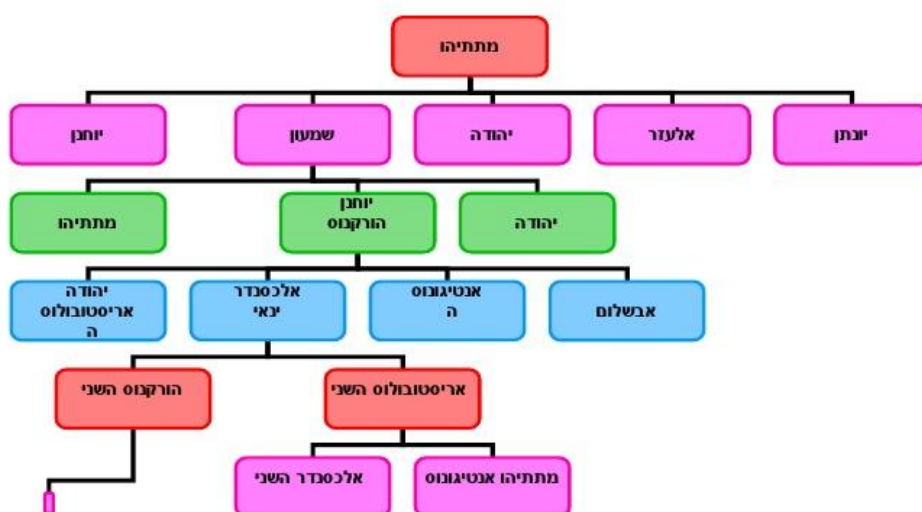 מתתיהו
יונתן
אלעזר
יהודה
שמעון
יוחנן
יהודה
יוחנן
הורקנוס
מתתיהו
אבשלום
אנטיגונוס
ה
אלכסנדר
ינאי
יהודה
אריסטובולוס
ה
אריסטובולוס השני
הורקנוס השני
מתתיהו אנטיגונוס
אלכסנדר השני